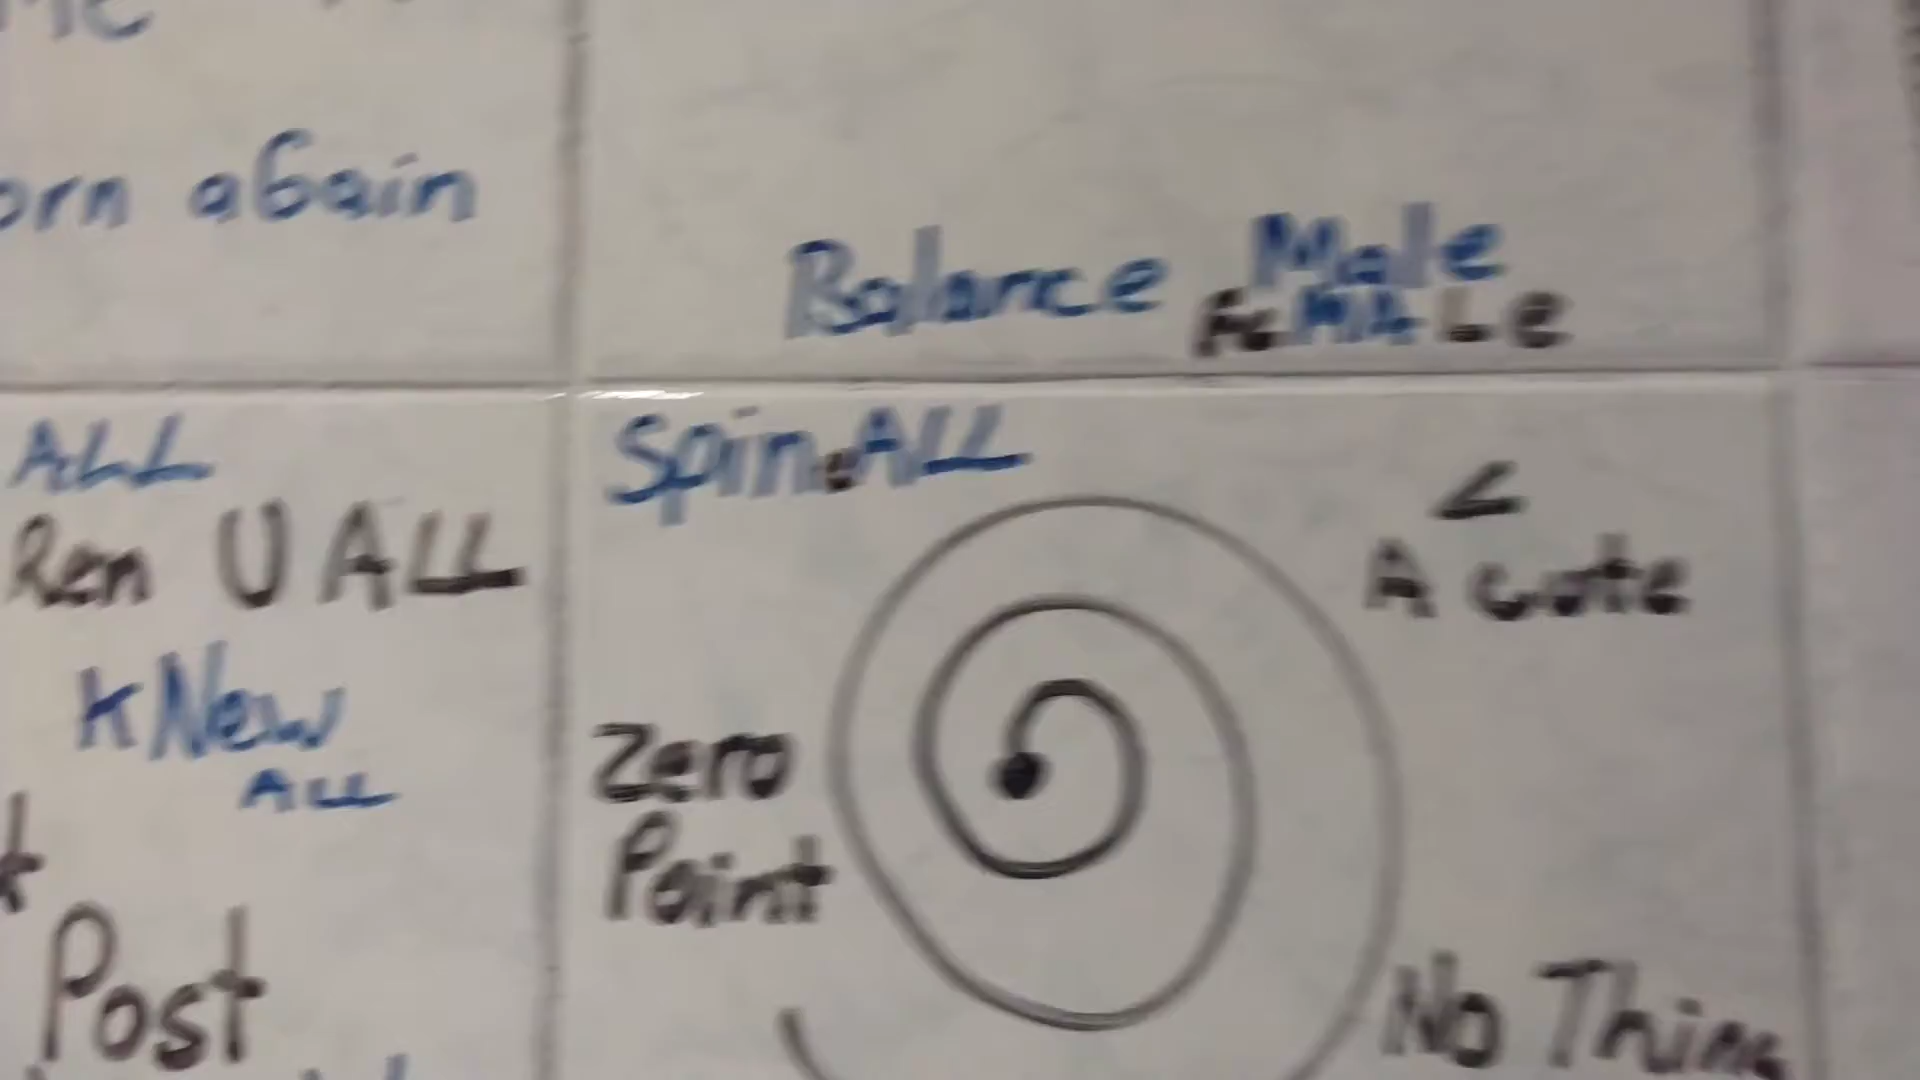 orn aGain
Balance Male
FeMALe
ALL
Ren U ALL
KNew
ALL
Post
Spin.ALL
<
A cute
Zero
Point
No Thing